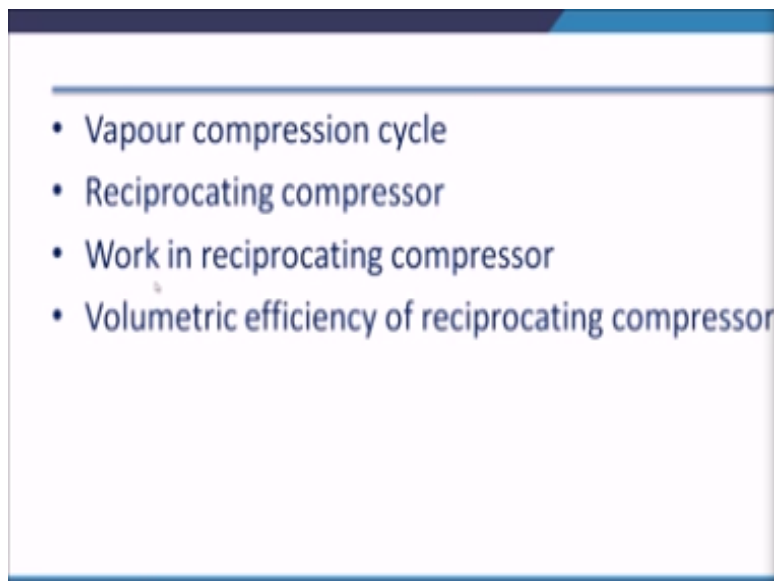 • Vapour compression cycle
• Reciprocating compressor
• Work in reciprocating compressor
• Volumetric efficiency of reciprocating compressor